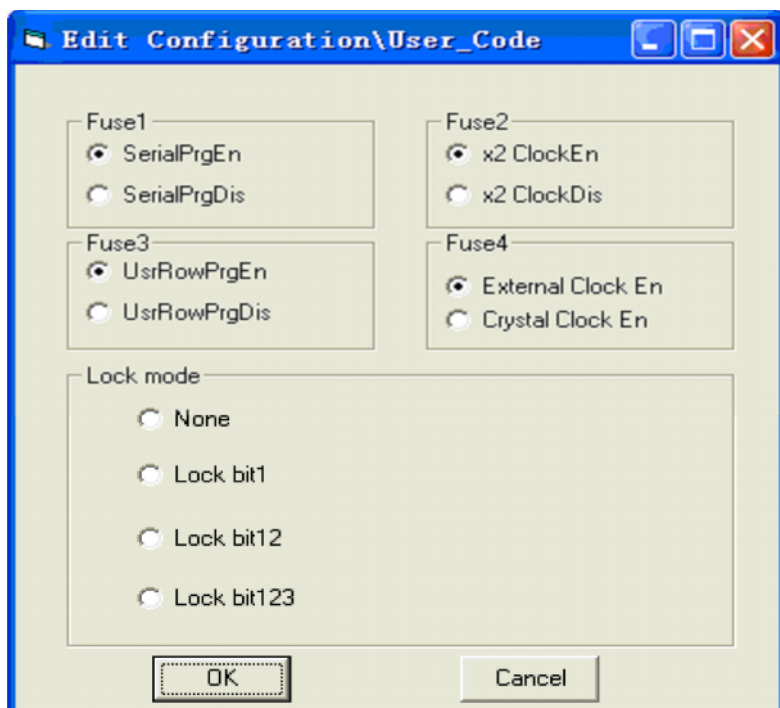 Edit Configuration\User_Code
Fuse1
SerialPrgEn
SerialPrgDis
Fuse2
x2 ClockEn
x2 ClockDis
Fuse3
UsrRowPrgEn
UsrRowPrgDis
Fuse4
External Clock En
Crystal Clock En
Lock mode
None
Lock bit1
Lock bit12
Lock bit123
OK
Cancel